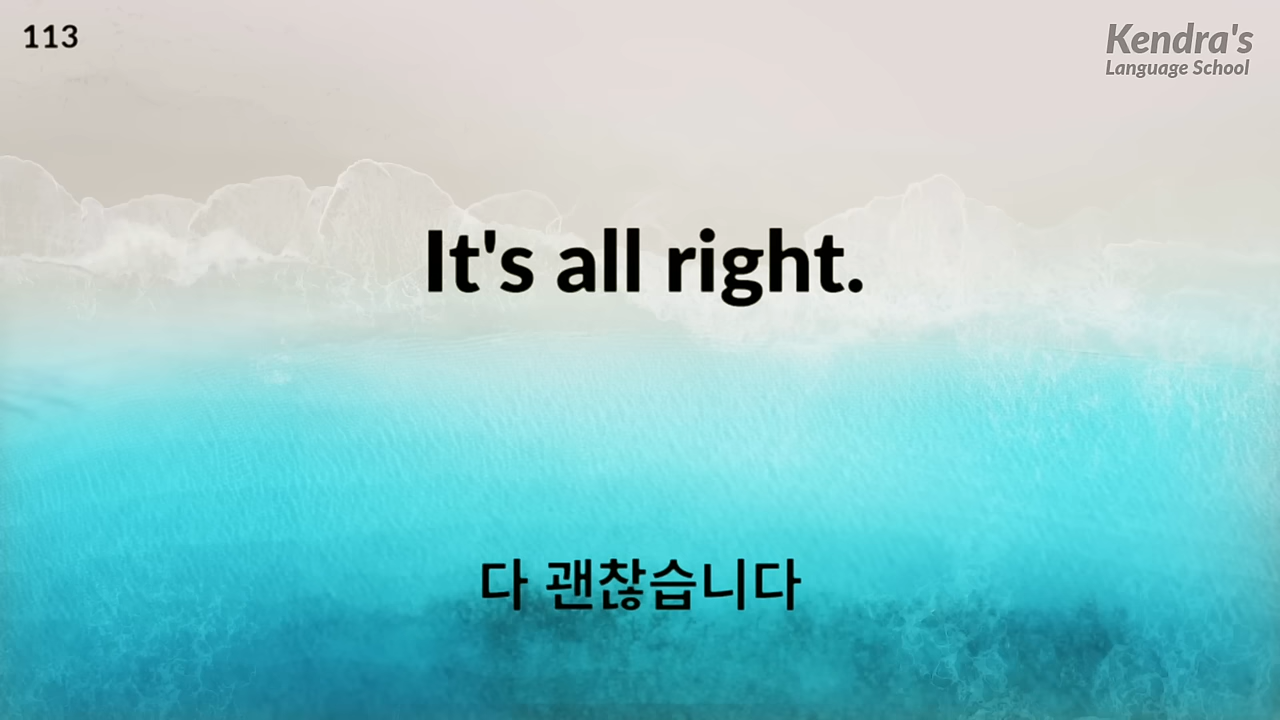 113
Kendra's
Language School
It's all right.
다 괜찮습니다